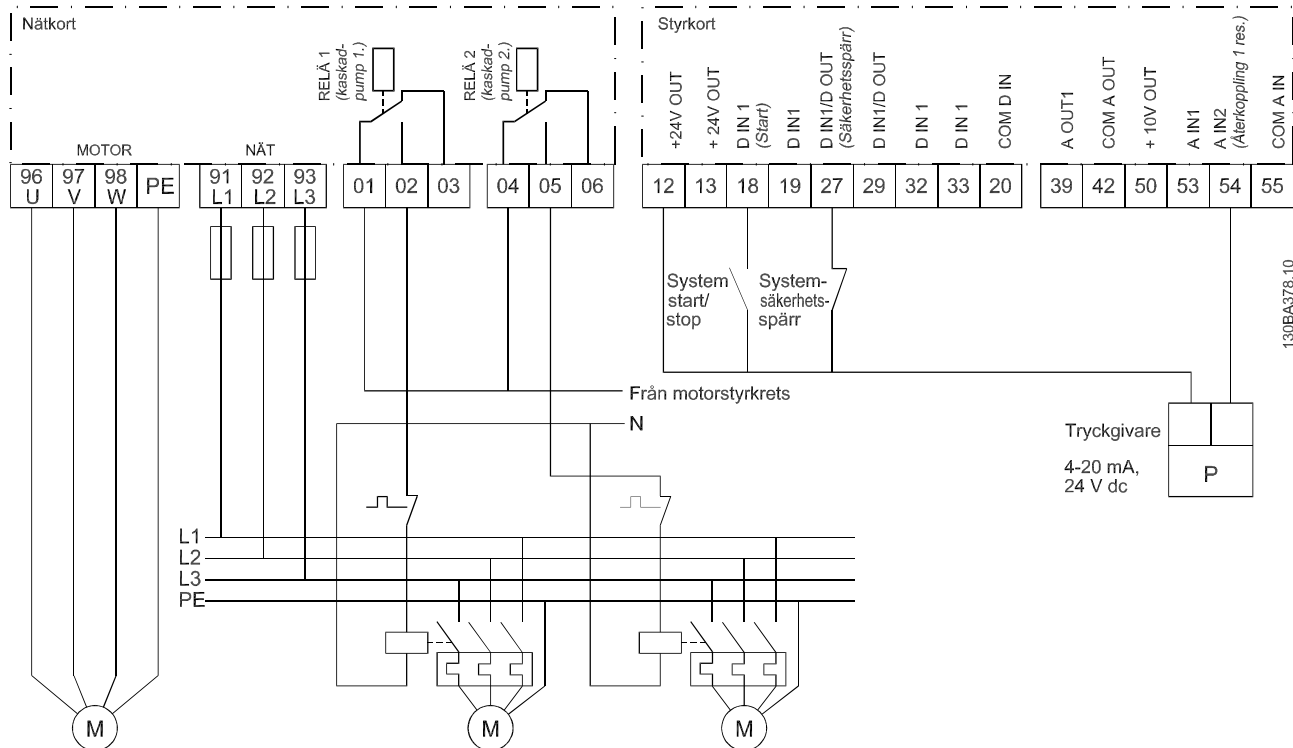 Nätkort
Styrkort
RELÄ 1
(kaskad-
pump 1.)
RELÄ 2
(kaskad-
pump 2.)
+24V OUT
+ 24V OUT
D IN 1
(Start)
D IN1
D IN1/D OUT
(Säkerhetsspärr)
D IN1/D OUT
D IN 1
D IN 1
COM D IN
A OUT1
COM A OUT
+ 10V OUT
A IN1
A IN2
(Återkoppling 1 res.)
COM A IN
MOTOR
NÄT
96 97 98 PE
U V W
91 92 93
L1 L2 L3
01 02 03
04 05 06
12 13 18 19 27 29 32 33 20
39 42 50 53 54 55
System
start/
stop
System-
säkerhets-
spärr
130BA378.10
Från motorstyrkrets
N
Tryckgivare
4-20 mA,
24 V dc
P
L1
L2
L3
PE
M
M
M